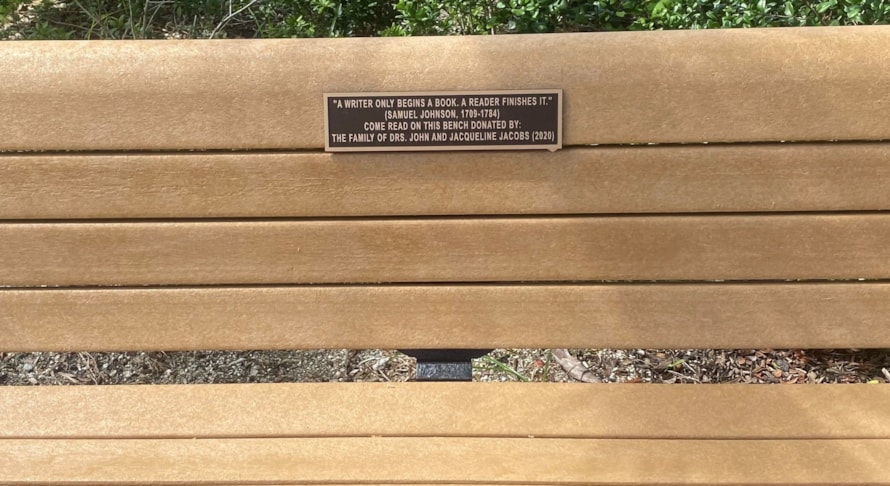 "A WRITER ONLY BEGINS A BOOK. A READER FINISHES IT."
(SAMUEL JOHNSON, 1709-1784)
COME READ ON THIS BENCH DONATED BY:
THE FAMILY OF DRS. JOHN AND JACQUELINE JACOBS (2020)